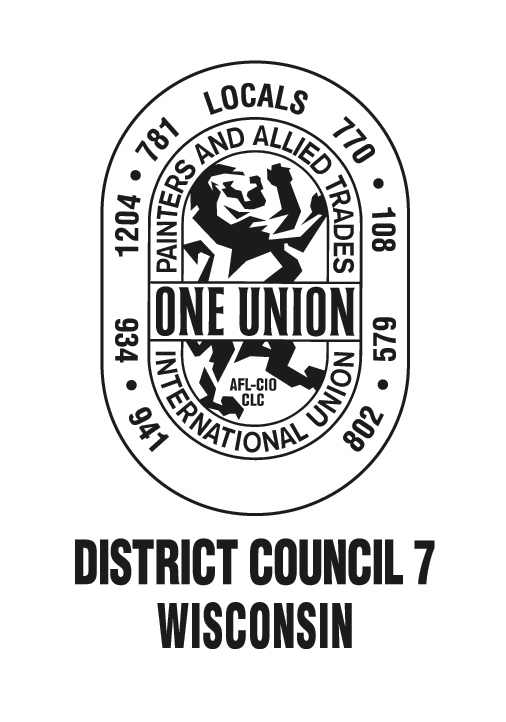 LOCALS
1204 • 781
770 • 108
PAINTERS AND ALLIED TRADES
ONE UNION
AFL-CIO
CLC
INTERNATIONAL UNION
934 • 941
802 • 579
DISTRICT COUNCIL 7
WISCONSIN